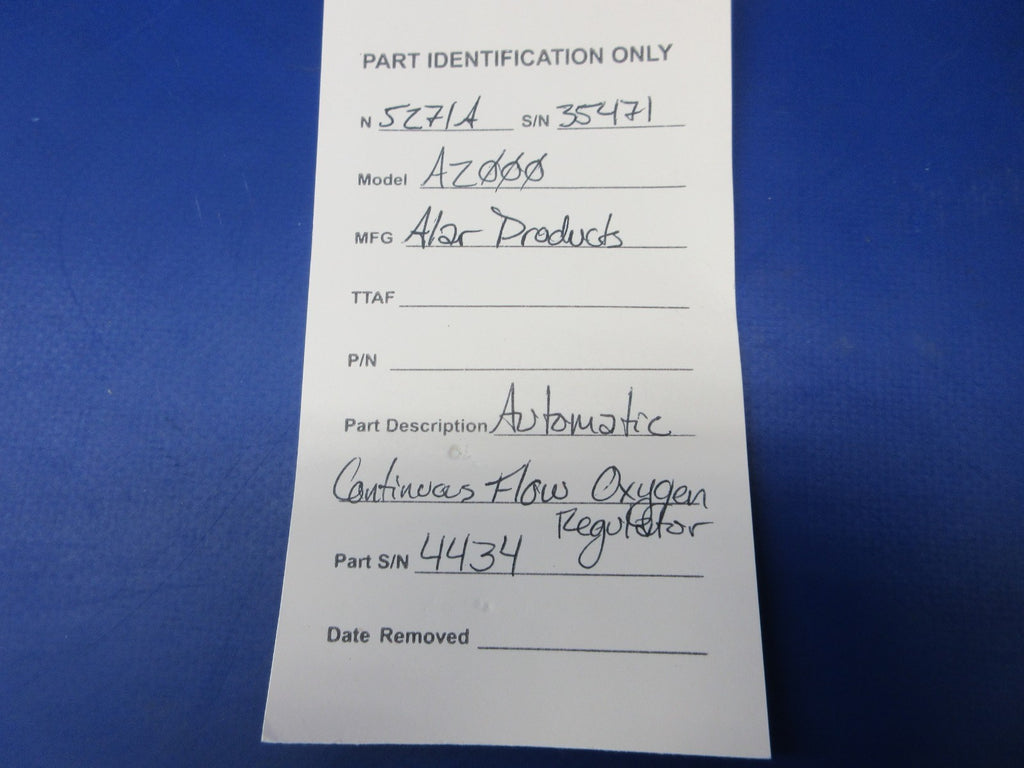 PART IDENTIFICATION ONLY
N 5271A S/N 35471
Model AZ000
MFG Alar Products
TTAF
P/N
Part Description Automatic
Continuous Flow Oxygen
Regulator
Part S/N 4434
Date Removed